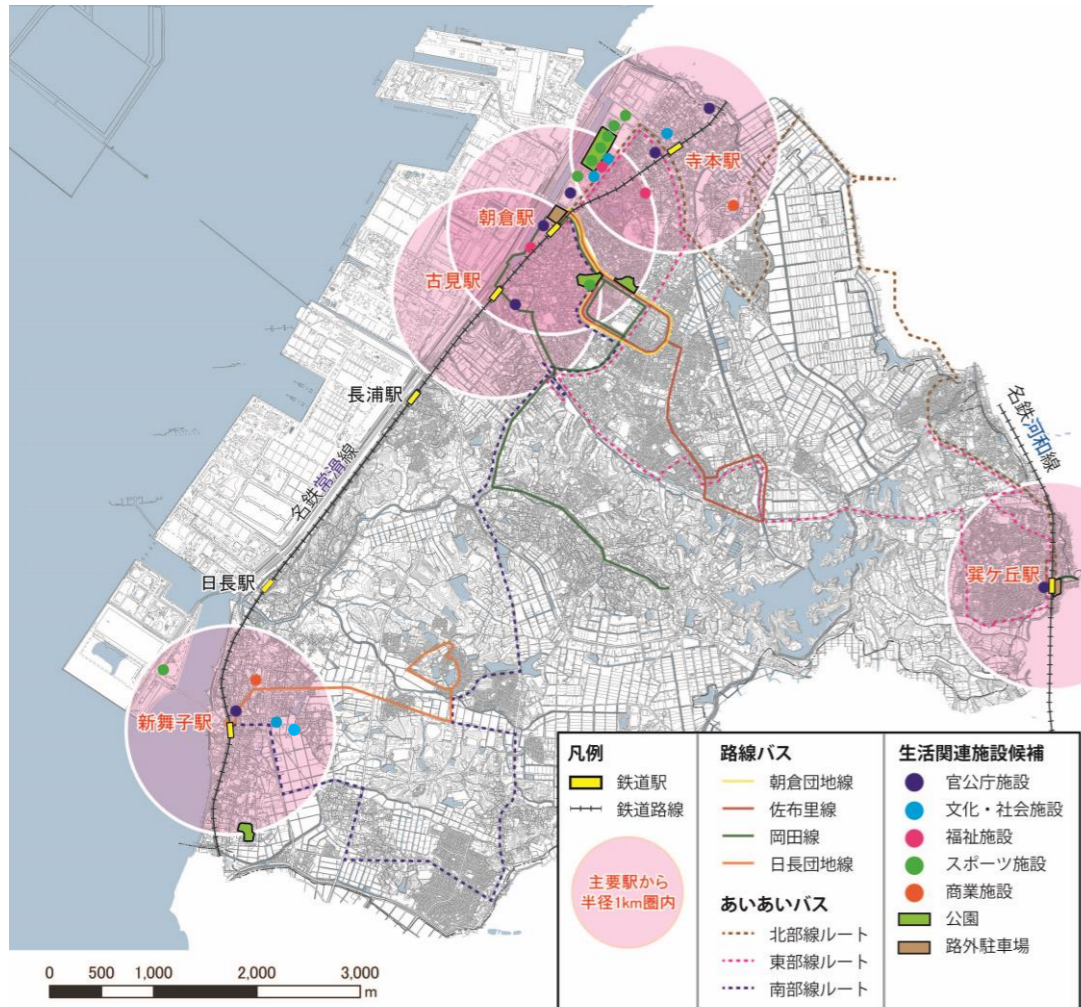 寺本駅
朝倉駅
古見駅
長浦駅
名鉄常滑線
日長駅
新舞子駅
名鉄河和線
巽ケ丘駅
0 500 1,000 2,000 3,000
m
凡例
鉄道駅
鉄道路線
主要駅から
半径1km圏内
路線バス
朝倉団地線
佐布里線
岡田線
日長団地線
あいあいバス
北部線ルート
東部線ルート
南部線ルート
生活関連施設候補
官公庁施設
文化・社会施設
福祉施設
スポーツ施設
商業施設
公園
路外駐車場